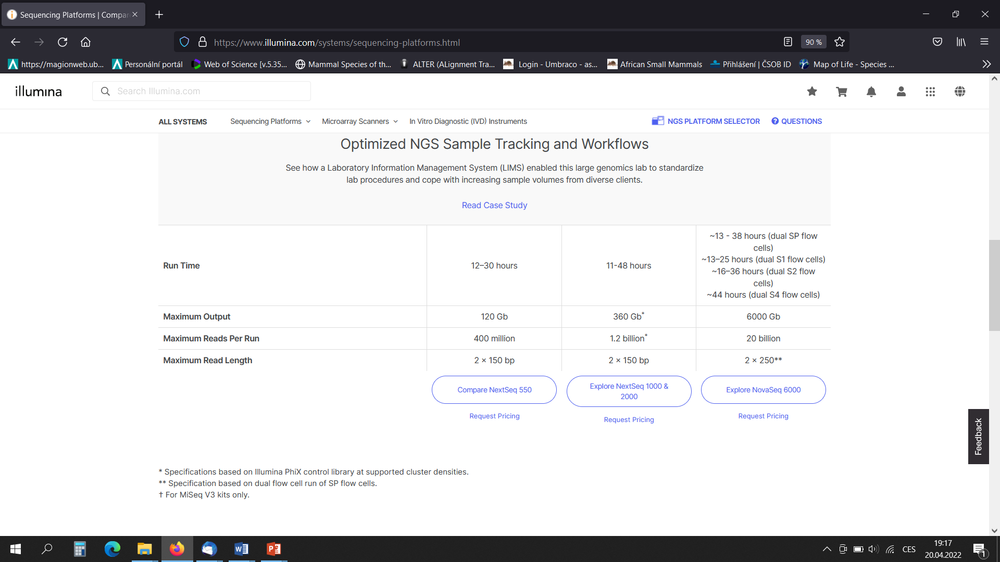 Sequencing Platforms | Compar
https://www.illumina.com/systems/sequencing-platforms.html
90 %
https://magionweb.ub...
Personální portál
Web of Science [v.5.35...
Mammal Species of th...
ALTER (ALignment Tra...
Login - Umbraco - as...
African Small Mammals
Přihlášení | ČSOB ID
Map of Life - Species ...
illumina
Search Illumina.com
ALL SYSTEMS
Sequencing Platforms
Microarray Scanners
In Vitro Diagnostic (IVD) Instruments
NGS PLATFORM SELECTOR
QUESTIONS
Optimized NGS Sample Tracking and Workflows
See how a Laboratory Information Management System (LIMS) enabled this large genomics lab to standardize
lab procedures and cope with increasing sample volumes from diverse clients.
Read Case Study
Run Time
12–30 hours
11-48 hours
~13 - 38 hours (dual SP flow
cells)
~13–25 hours (dual S1 flow cells)
~16–36 hours (dual S2 flow
cells)
~44 hours (dual S4 flow cells)
Maximum Output
120 Gb
360 Gb*
6000 Gb
Maximum Reads Per Run
400 million
1.2 billion*
20 billion
Maximum Read Length
2 × 150 bp
2 × 150 bp
2 × 250**
Compare NextSeq 550
Explore NextSeq 1000 &
2000
Explore NovaSeq 6000
Request Pricing
Request Pricing
Request Pricing
Feedback
* Specifications based on Illumina PhiX control library at supported cluster densities.
** Specification based on dual flow cell run of SP flow cells.
† For MiSeq V3 kits only.
CES
19:17
20.04.2022
1